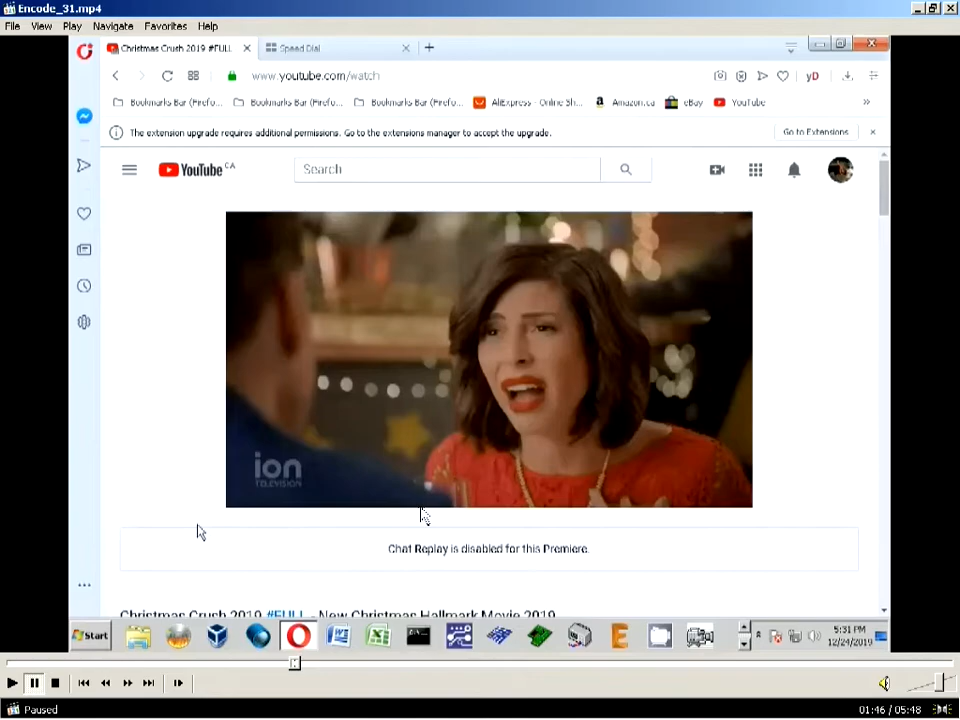 Encode_31.mp4
File View Play Navigate Favorites Help
Christmas Crush 2019 #FULL
Speed Dial
www.youtube.com/watch
yD
Bookmarks Bar (Firefo...
Bookmarks Bar (Firefo...
Bookmarks Bar (Firefo...
AliExpress - Online Sh...
Amazon.ca
eBay
YouTube
The extension upgrade requires additional permissions. Go to the extensions manager to accept the upgrade.
Go to Extensions
YouTube CA
Search
ion
TELEVISION
Chat Replay is disabled for this Premiere.
Christmas Crush 2019 #FULL - New Christmas Hallmark Movie 2019
Start
5:31 PM
12/24/2019
Paused
01:46 / 05:48